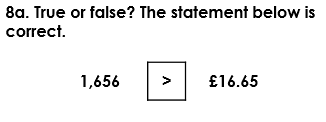 8a. True or false? The statement below is
correct.
1,656 > £16.65